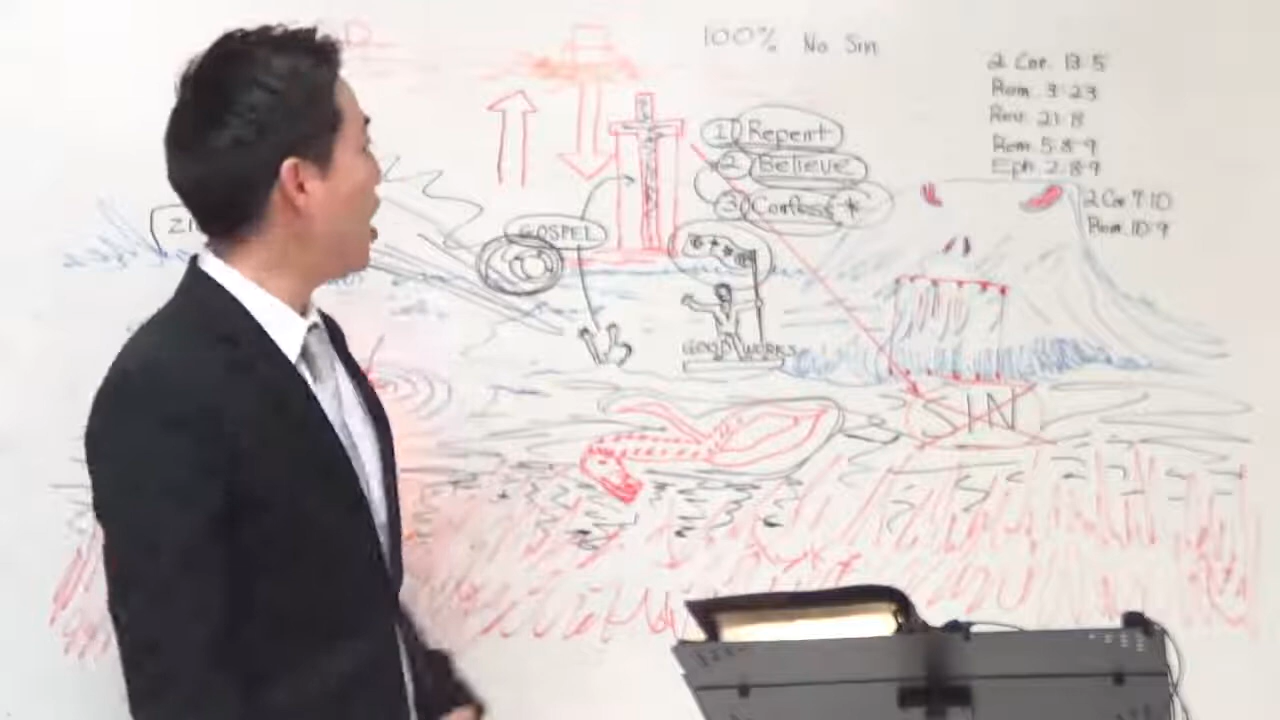 100% No Sin
2 Cor. 13:5
Rom. 3:23
Rev. 21:8
Rom 5:8-9
Eph. 2:8-9
2 Cor 7:10
Rom. 10:9
1) Repent
2) Believe
3) Confess *
GOSPEL
GOOD WORKS
SIN